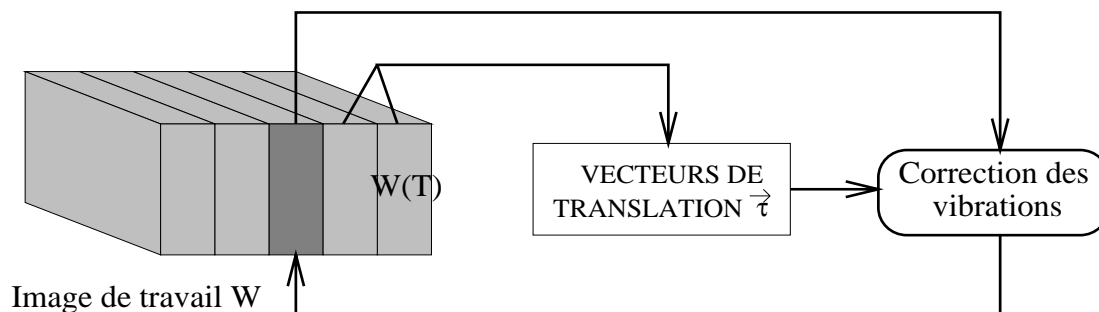 W(T)
VECTEURS DE
TRANSLATION τ⃗
Correction des
vibrations
Image de travail W